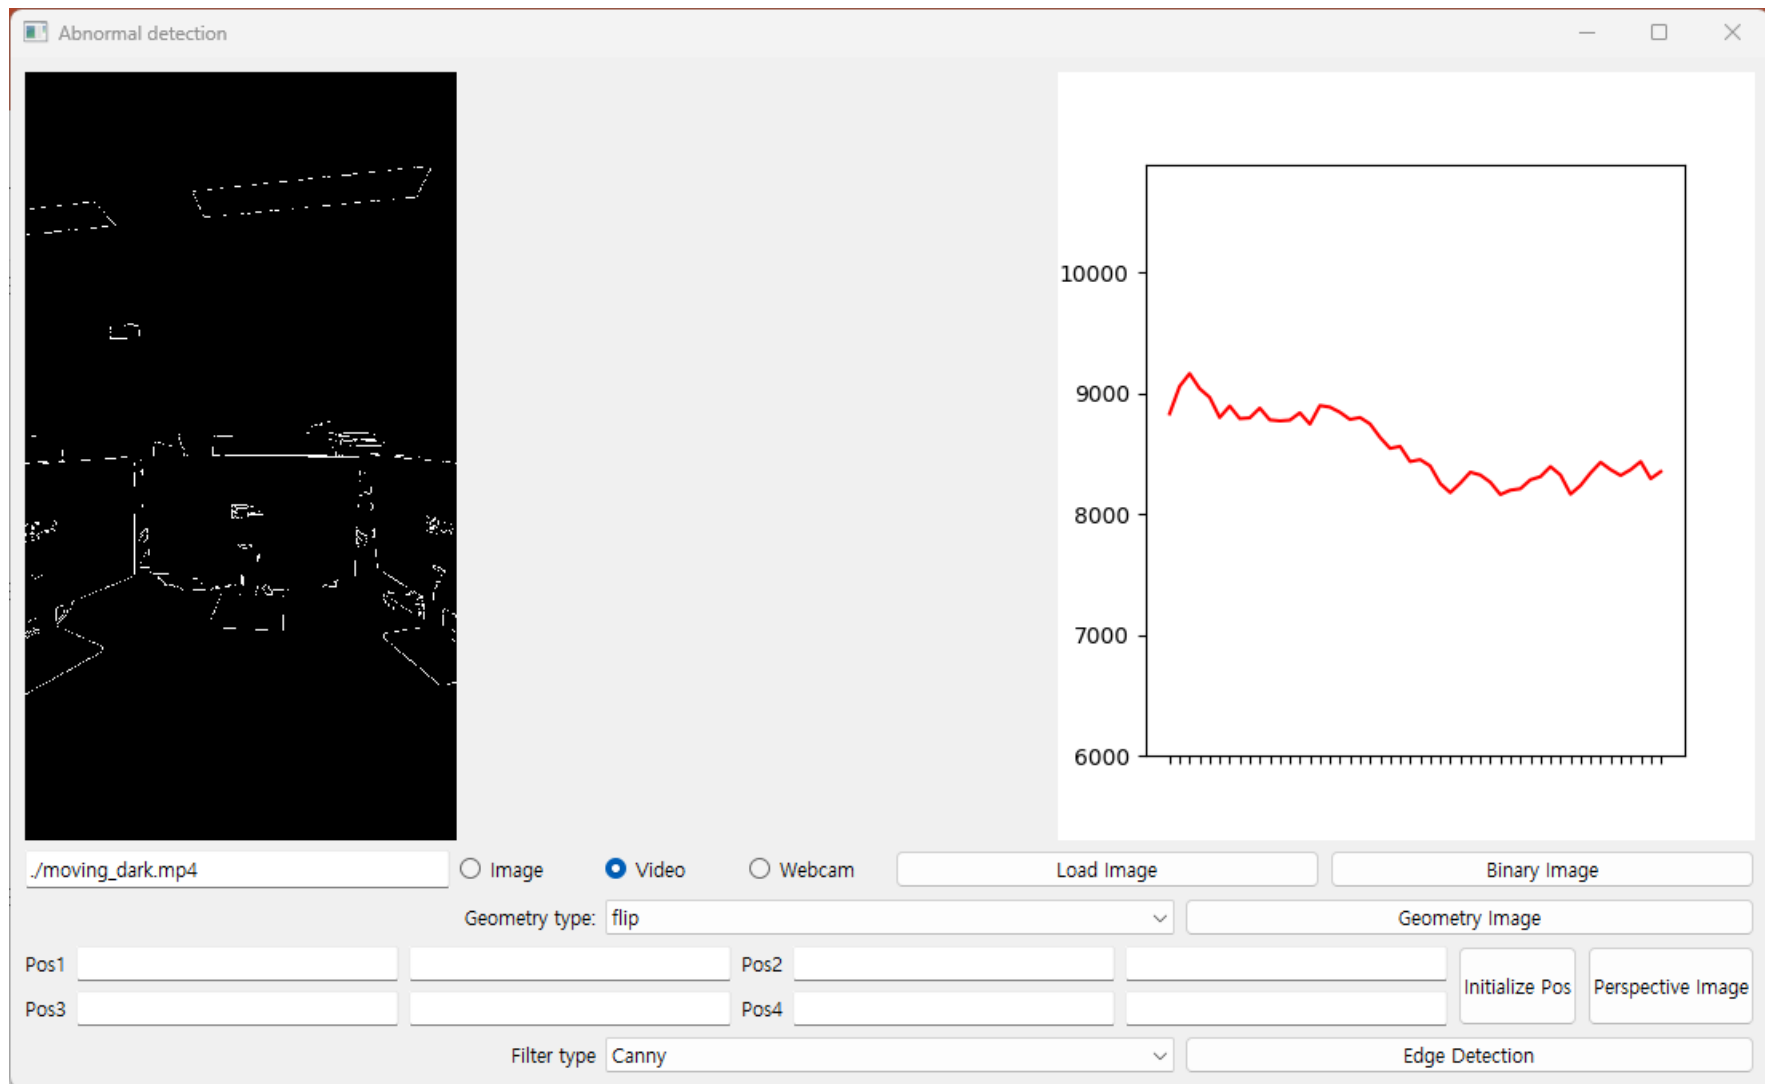 Abnormal detection
10000
9000
8000
7000
6000
./moving_dark.mp4 Image Video Webcam Load Image Binary Image
Geometry type: flip Geometry Image
Pos1 Pos2
Initialize Pos Perspective Image
Pos3 Pos4
Filter type Canny Edge Detection